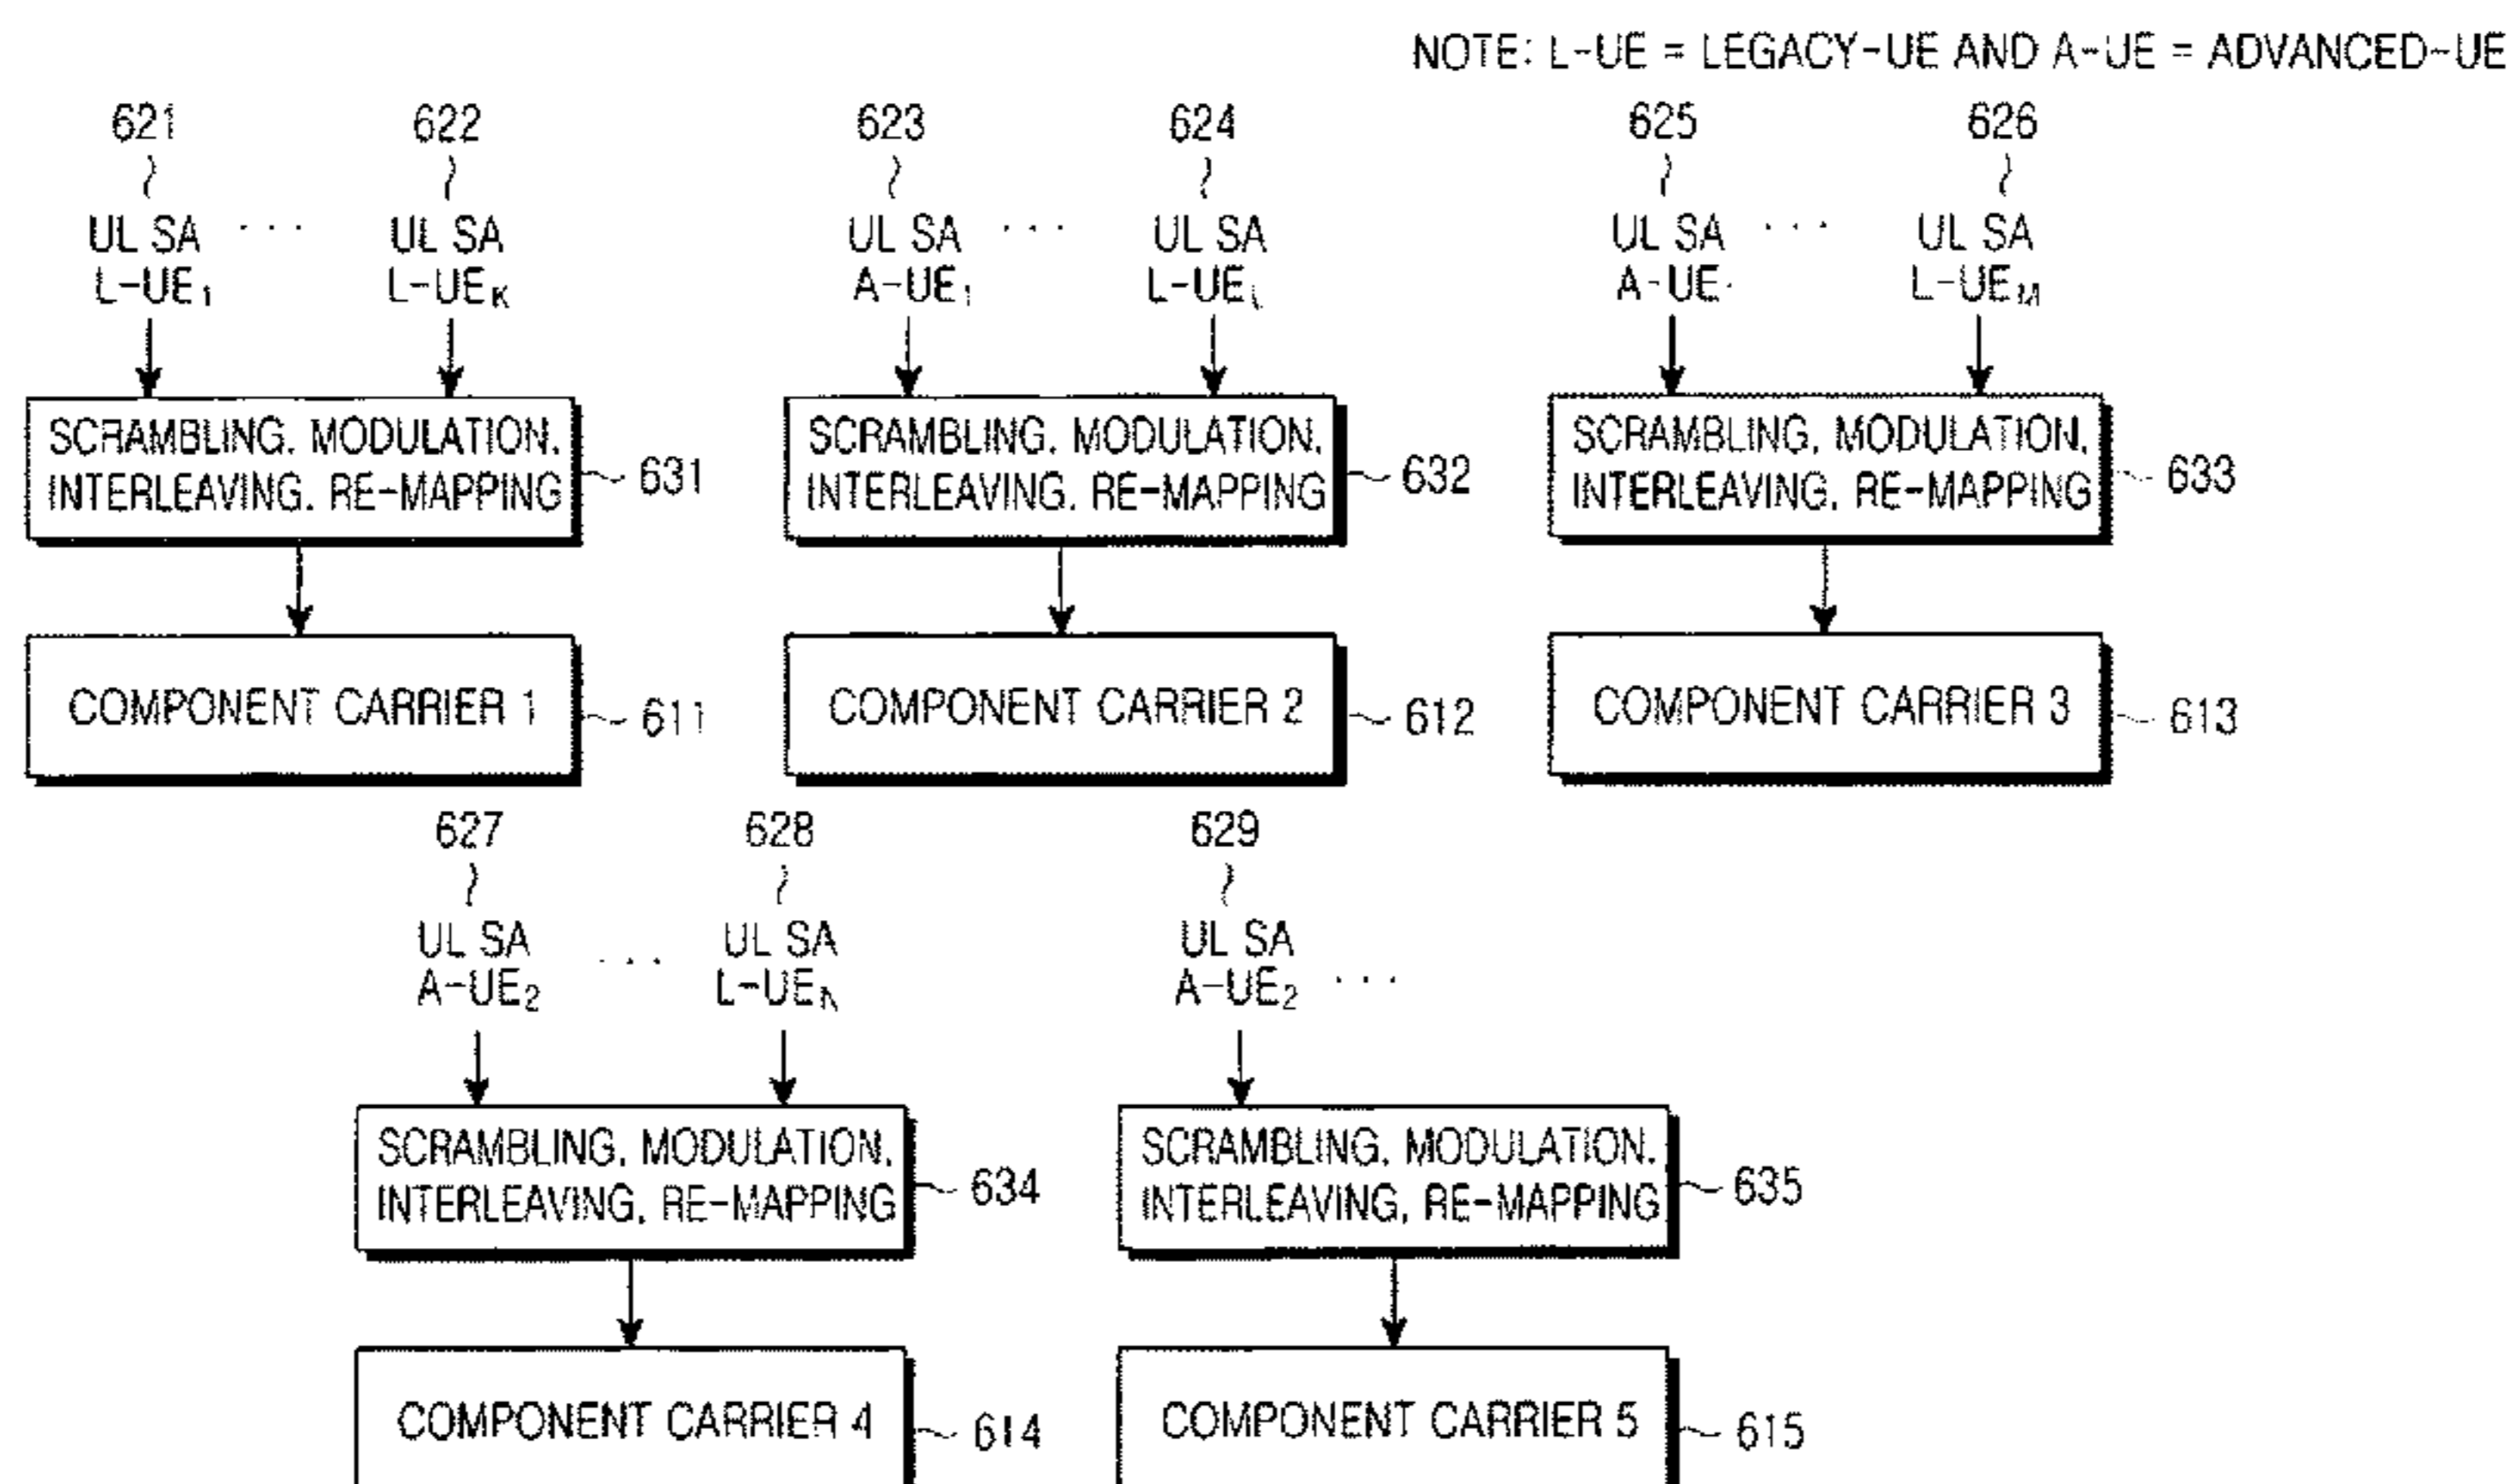 NOTE: L-UE = LEGACY-UE AND A-UE = ADVANCED-UE
621 622 623 624 625 626
UL SA ··· UL SA UL SA ··· UL SA UL SA ··· UL SA
L-UE1 L-UEK A-UE1 L-UEL A-UE L-UEM
SCRAMBLING, MODULATION, SCRAMBLING, MODULATION, SCRAMBLING, MODULATION,
INTERLEAVING, RE-MAPPING 631 INTERLEAVING, RE-MAPPING 632 INTERLEAVING, RE-MAPPING 633
COMPONENT CARRIER 1 611 COMPONENT CARRIER 2 612 COMPONENT CARRIER 3 613
627 628 629
UL SA ··· UL SA UL SA
A-UE2 L-UEN A-UE2 ···
SCRAMBLING, MODULATION, SCRAMBLING, MODULATION,
INTERLEAVING, RE-MAPPING 634 INTERLEAVING, RE-MAPPING 635
COMPONENT CARRIER 4 614 COMPONENT CARRIER 5 615